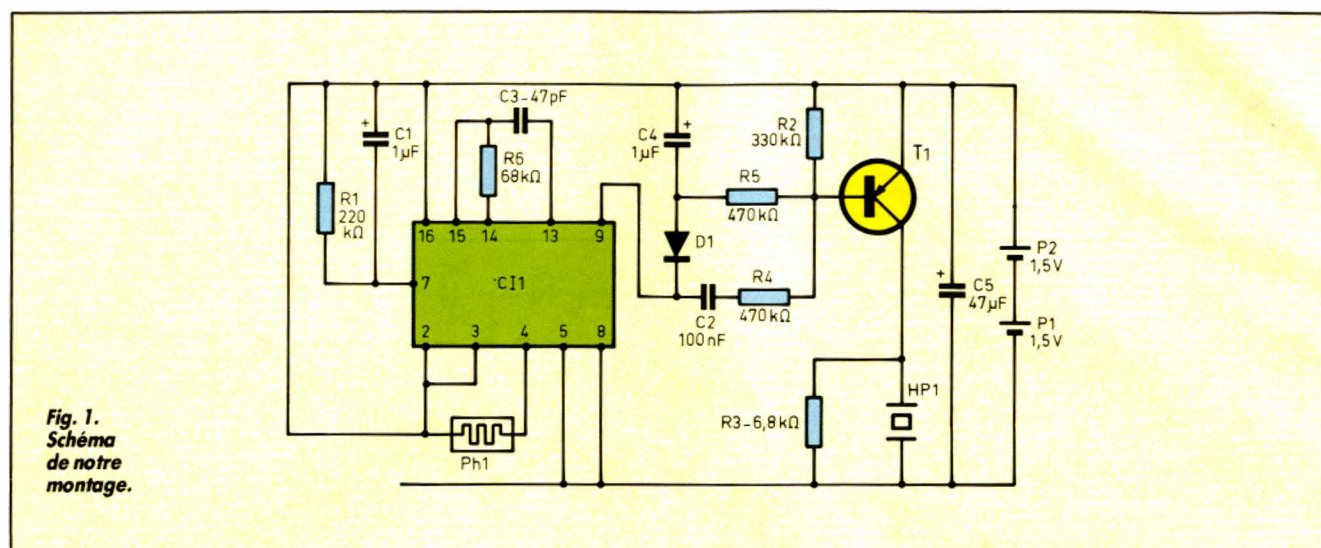 C3-47pF
+
C1
1µF
R6
68kΩ
R1
220
kΩ
+
C4
1µF
R2
330kΩ
T1
R5
470kΩ
16
15
14
13
9
7
CI1
D1
R4
470kΩ
C2
100nF
+
C5
47µF
P2
1,5V
P1
1,5V
2
3
4
5
8
HP1
R3-6,8kΩ
Ph1
Fig. 1.
Schéma
de notre
montage.